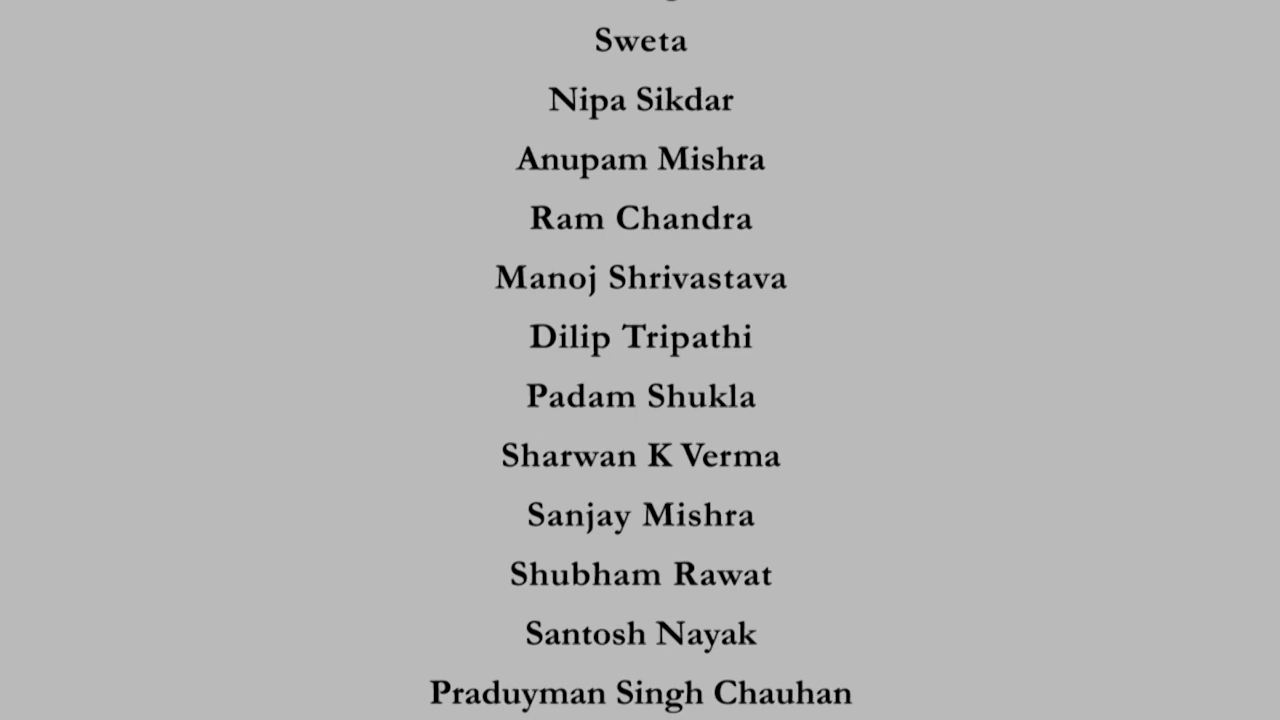 Sweta
Nipa Sikdar
Anupam Mishra
Ram Chandra
Manoj Shrivastava
Dilip Tripathi
Padam Shukla
Sharwan K Verma
Sanjay Mishra
Shubham Rawat
Santosh Nayak
Praduyman Singh Chauhan